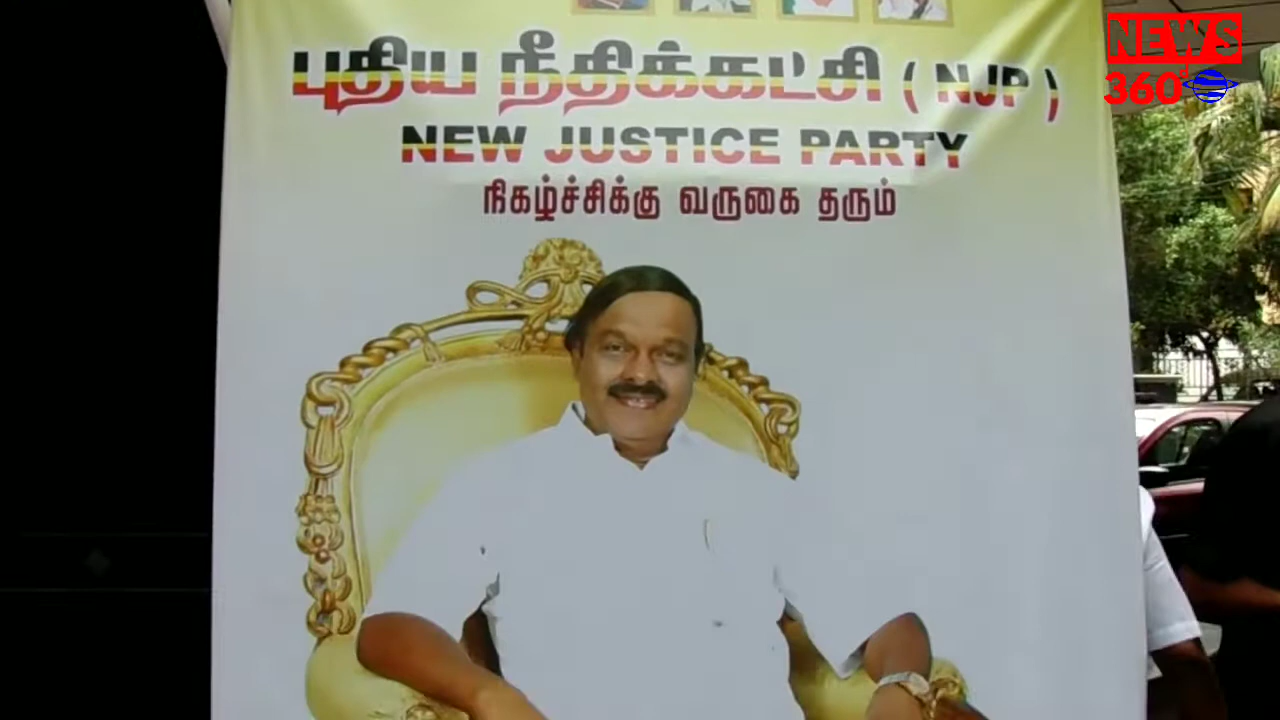 NEWS
360
புதிய நீதிக்கட்சி ( NJP )
NEW JUSTICE PARTY
நிகழ்ச்சிக்கு வருகை தரும்